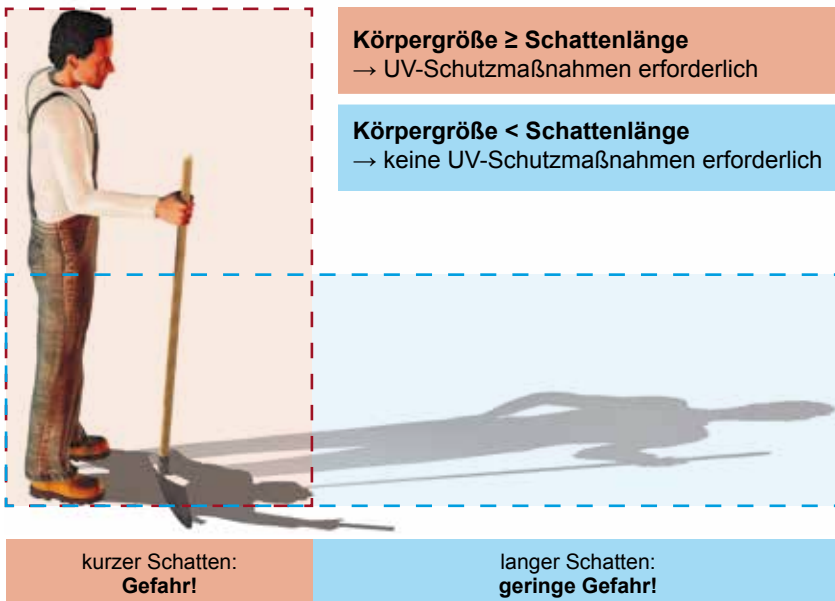 Körpergröße ≥ Schattenlänge
→ UV-Schutzmaßnahmen erforderlich
Körpergröße < Schattenlänge
→ keine UV-Schutzmaßnahmen erforderlich
kurzer Schatten:
Gefahr!
langer Schatten:
geringe Gefahr!